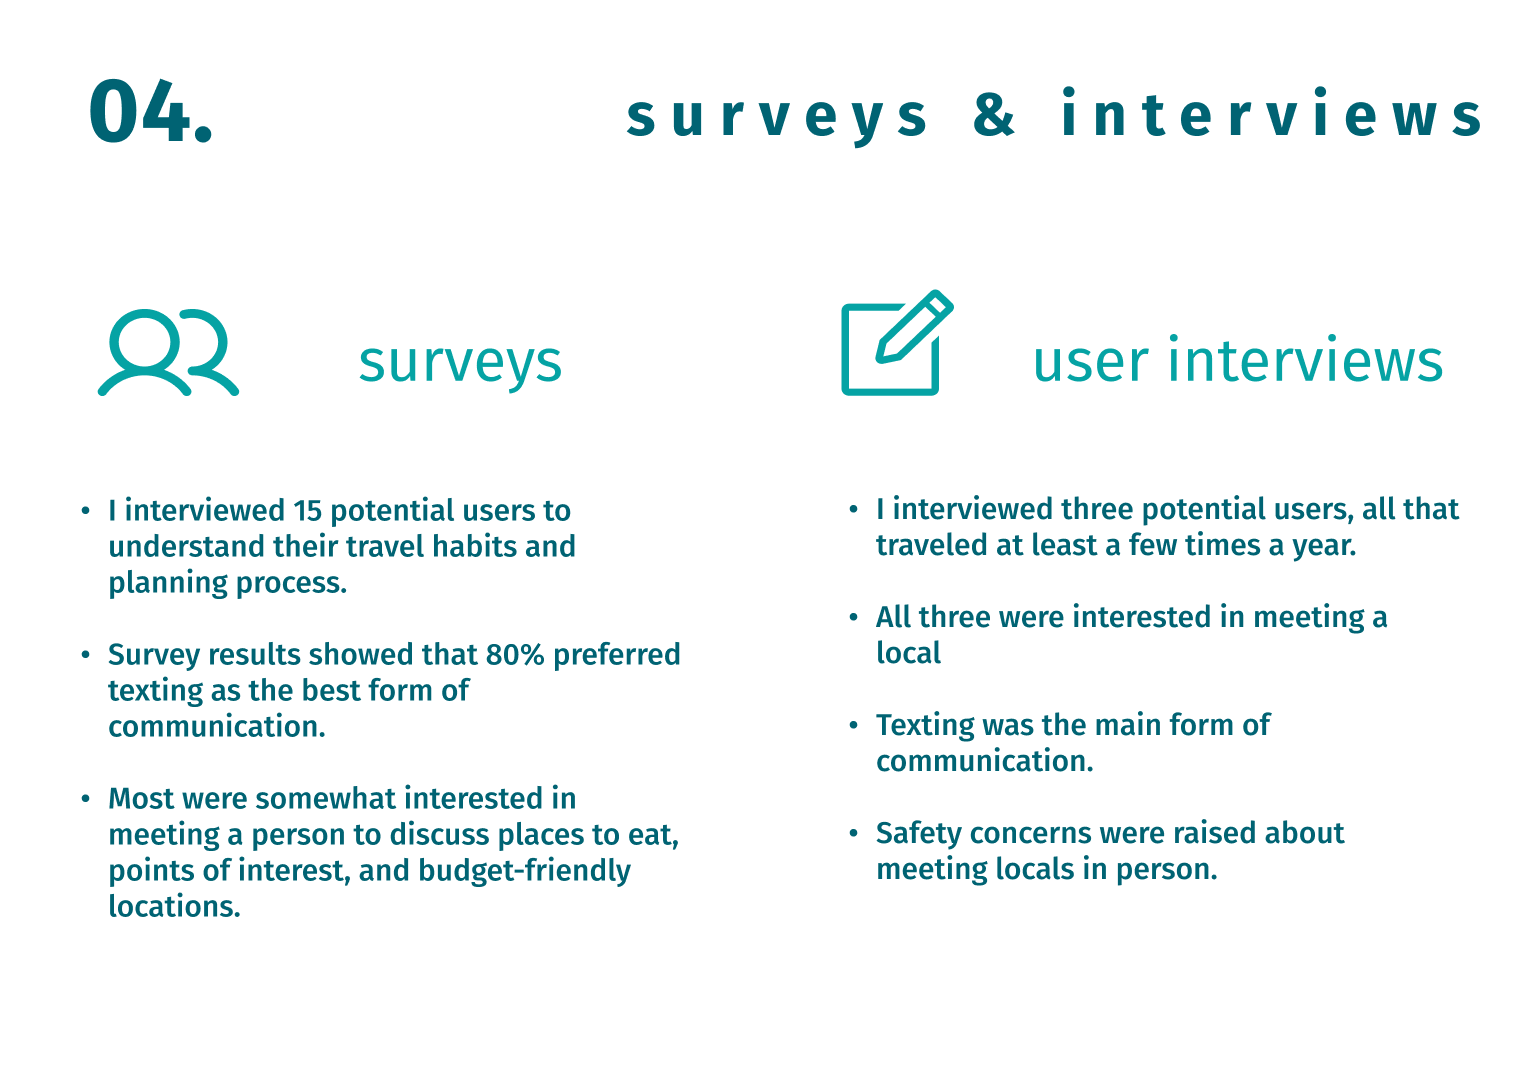 04.
surveys & interviews
surveys
• I interviewed 15 potential users to
understand their travel habits and
planning process.
• Survey results showed that 80% preferred
texting as the best form of
communication.
• Most were somewhat interested in
meeting a person to discuss places to eat,
points of interest, and budget-friendly
locations.
user interviews
• I interviewed three potential users, all that
traveled at least a few times a year.
• All three were interested in meeting a
local
• Texting was the main form of
communication.
• Safety concerns were raised about
meeting locals in person.